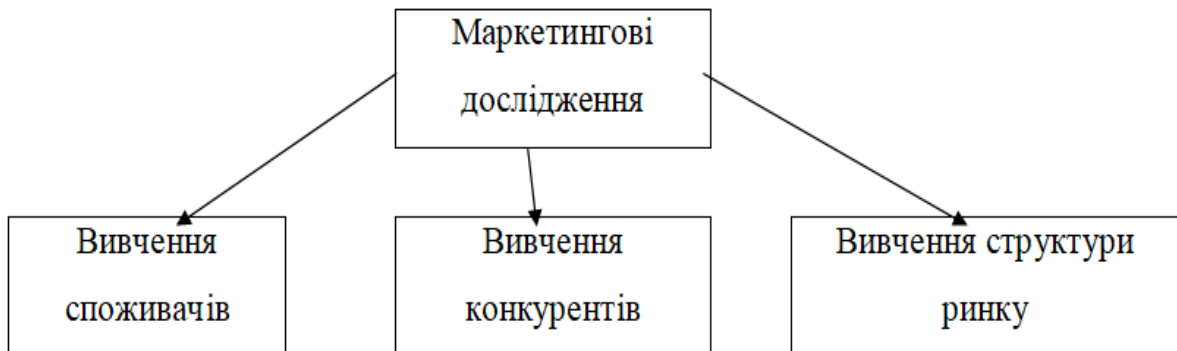 Маркетингові
дослідження
Вивчення
споживачів
Вивчення
конкурентів
Вивчення структури
ринку